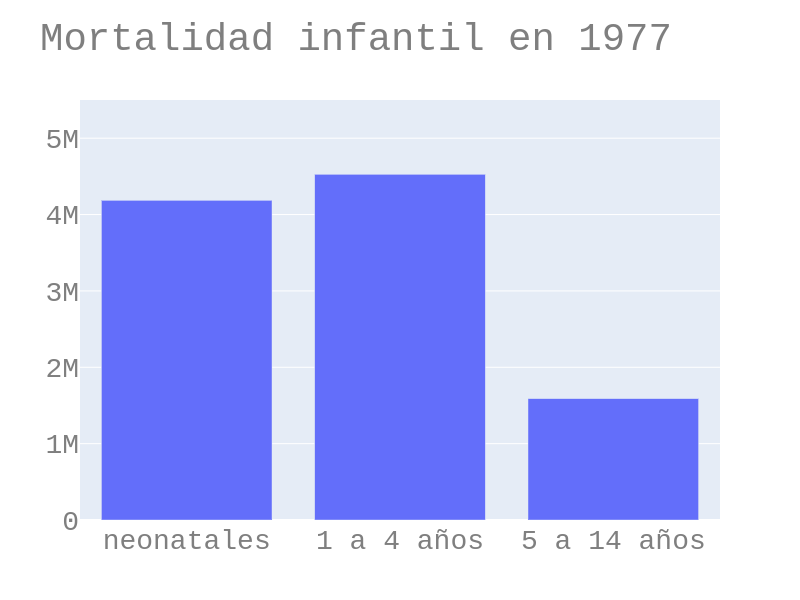 Mortalidad infantil en 1977
5M
4M
3M
2M
1M
0
neonatales 1 a 4 años 5 a 14 años